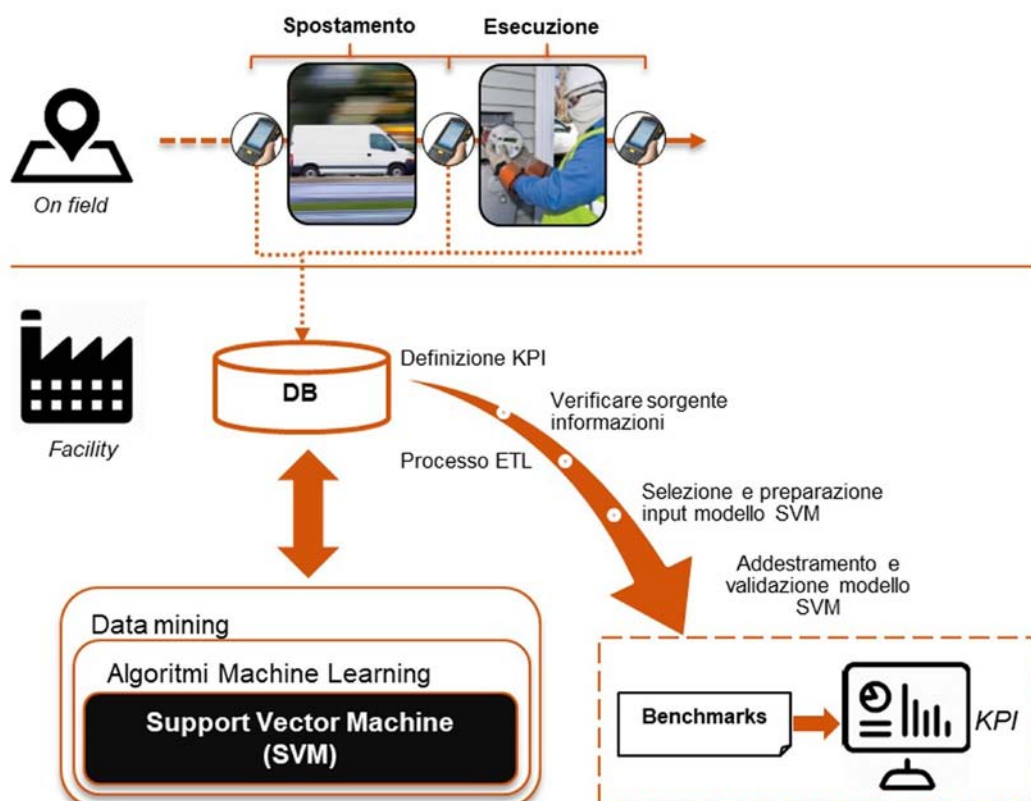 Spostamento
Esecuzione
On field
Facility
DB
Definizione KPI
Verificare sorgente
informazioni
Processo ETL
Selezione e preparazione
input modello SVM
Addestramento e
validazione modello
SVM
Data mining
Algoritmi Machine Learning
Support Vector Machine
(SVM)
Benchmarks
KPI